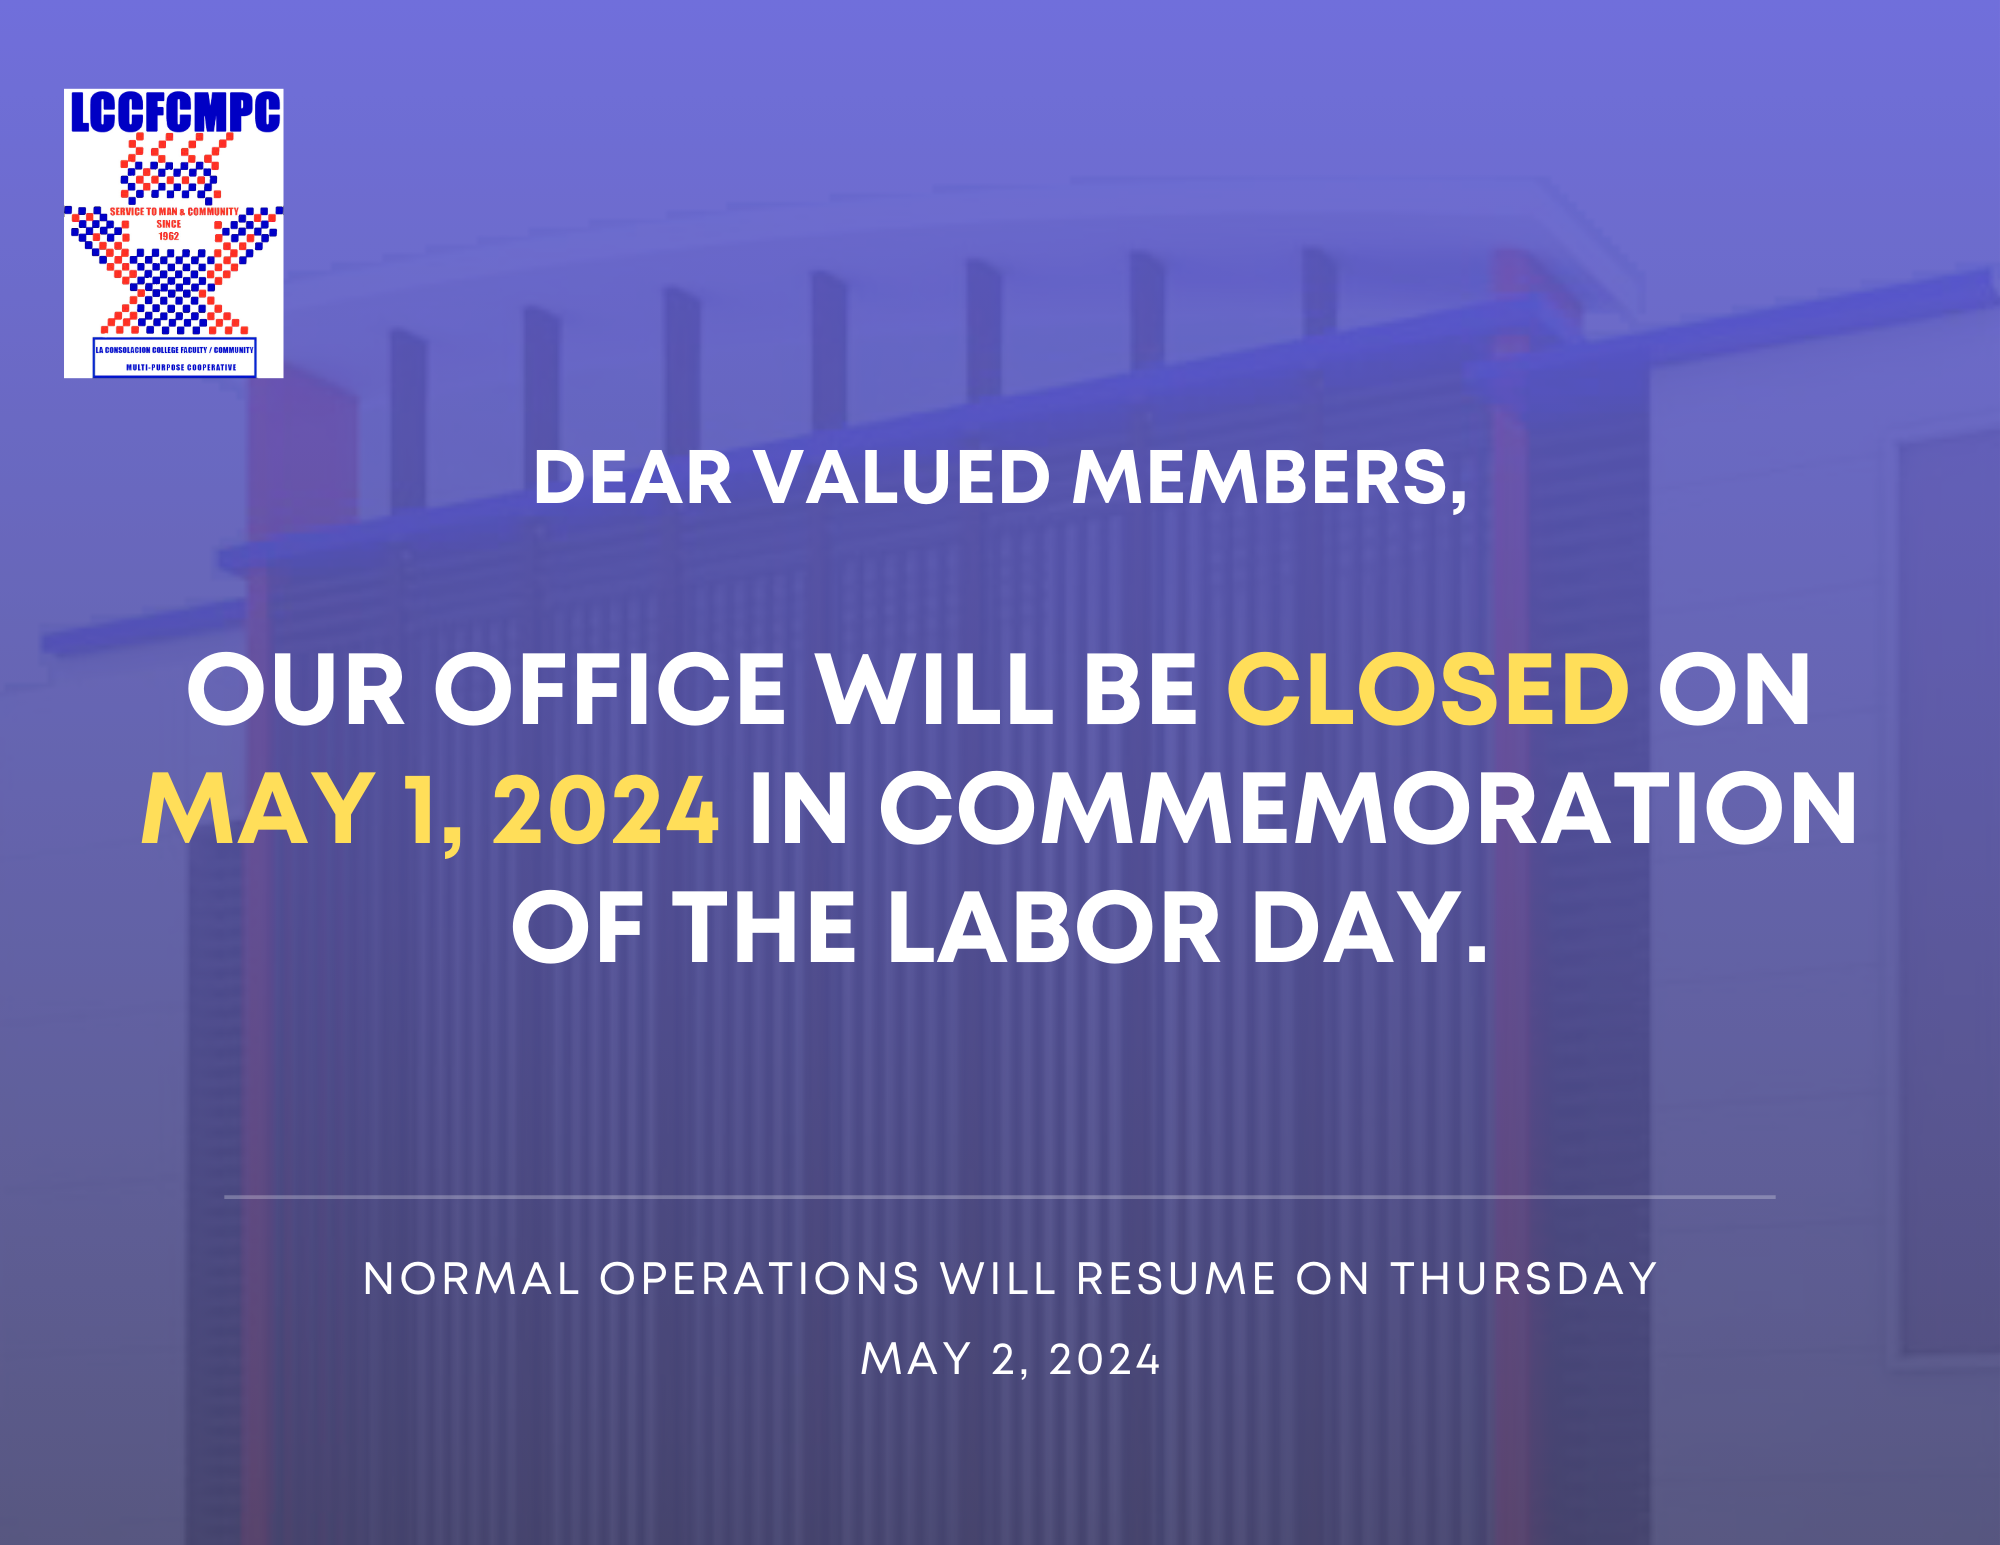 LCCFCMPC
SERVICE TO MAN & COMMUNITY
SINCE
1962
LA CONSOLACION COLLEGE FACULTY / COMMUNITY
MULTI-PURPOSE COOPERATIVE
DEAR VALUED MEMBERS,
OUR OFFICE WILL BE CLOSED ON
MAY 1, 2024 IN COMMEMORATION
OF THE LABOR DAY.
NORMAL OPERATIONS WILL RESUME ON THURSDAY
MAY 2, 2024